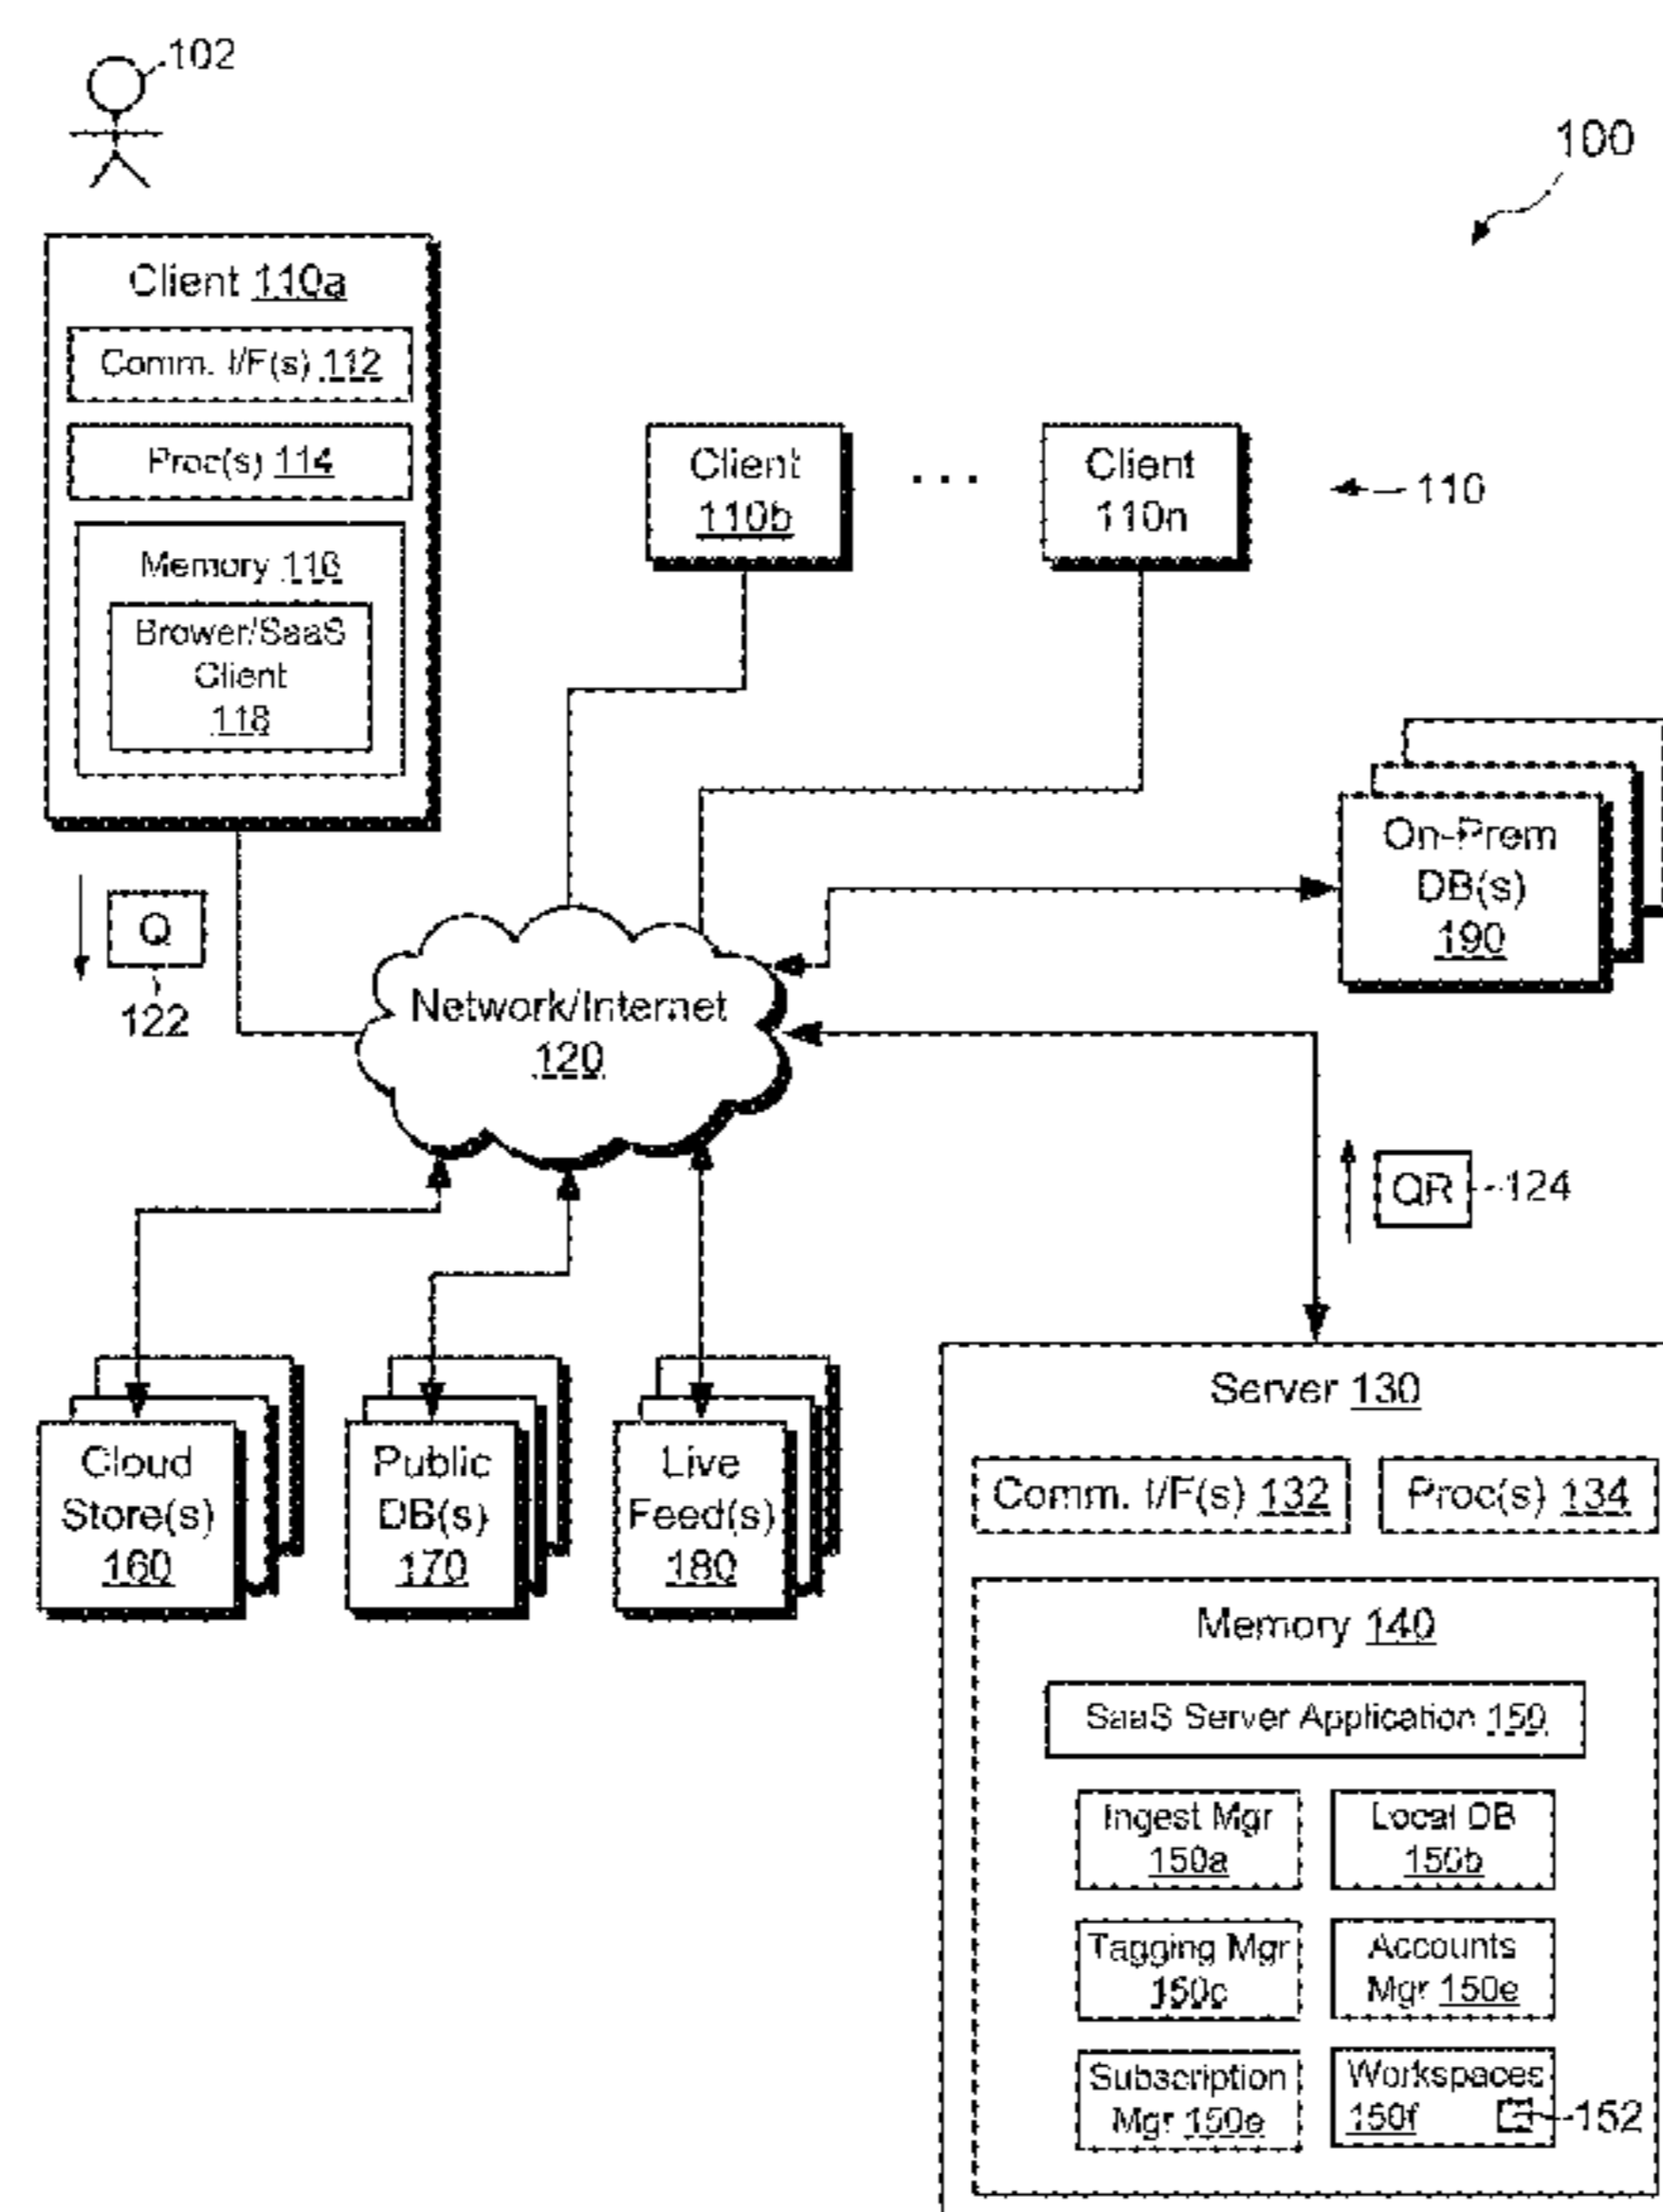 102
100
Client 110a
Comm. I/F(s) 112
Proc(s) 114
Memory 116
Brower/SaaS
Client
118
Client
110b
. . .
Client
110n
110
On-Prem
DB(s)
190
Q
122
Network/Internet
120
QR
124
Cloud
Store(s)
160
Public
DB(s)
170
Live
Feed(s)
180
Server 130
Comm. I/F(s) 132
Proc(s) 134
Memory 140
SaaS Server Application 150
Ingest Mgr
150a
Local DB
150b
Tagging Mgr
150c
Accounts
Mgr 150e
Subscription
Mgr 150e
Workspaces
150f
152